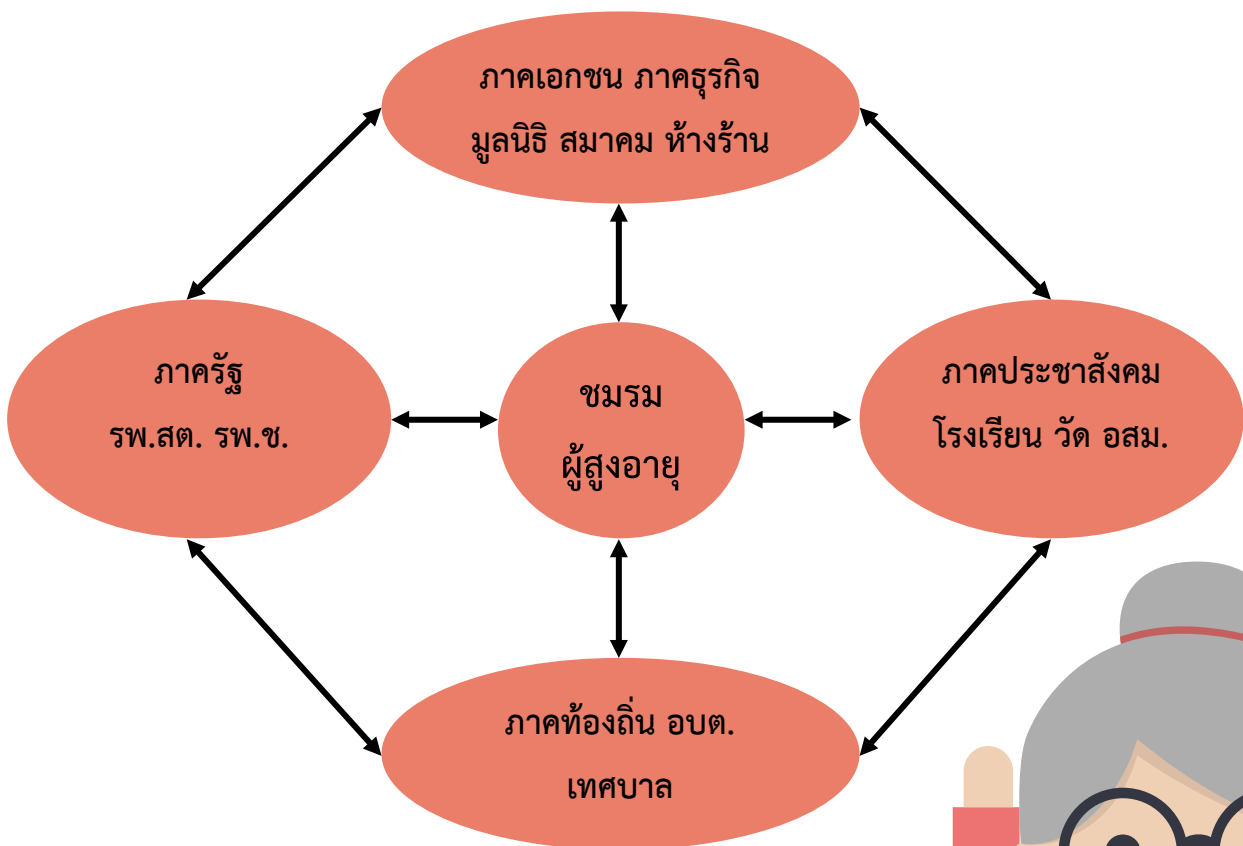 ภาคเอกชน ภาคธุรกิจ
มูลนิธิ สมาคม ห้างร้าน
ภาครัฐ
รพ.สต. รพ.ช.
ชมรม
ผู้สูงอายุ
ภาคประชาสังคม
โรงเรียน วัด อสม.
ภาคท้องถิ่น อบต.
เทศบาล